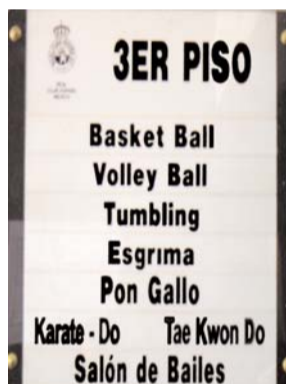 3ER PISO
Basket Ball
Volley Ball
Tumbling
Esgrima
Pon Gallo
Karate - Do Tae Kwon Do
Salón de Bailes